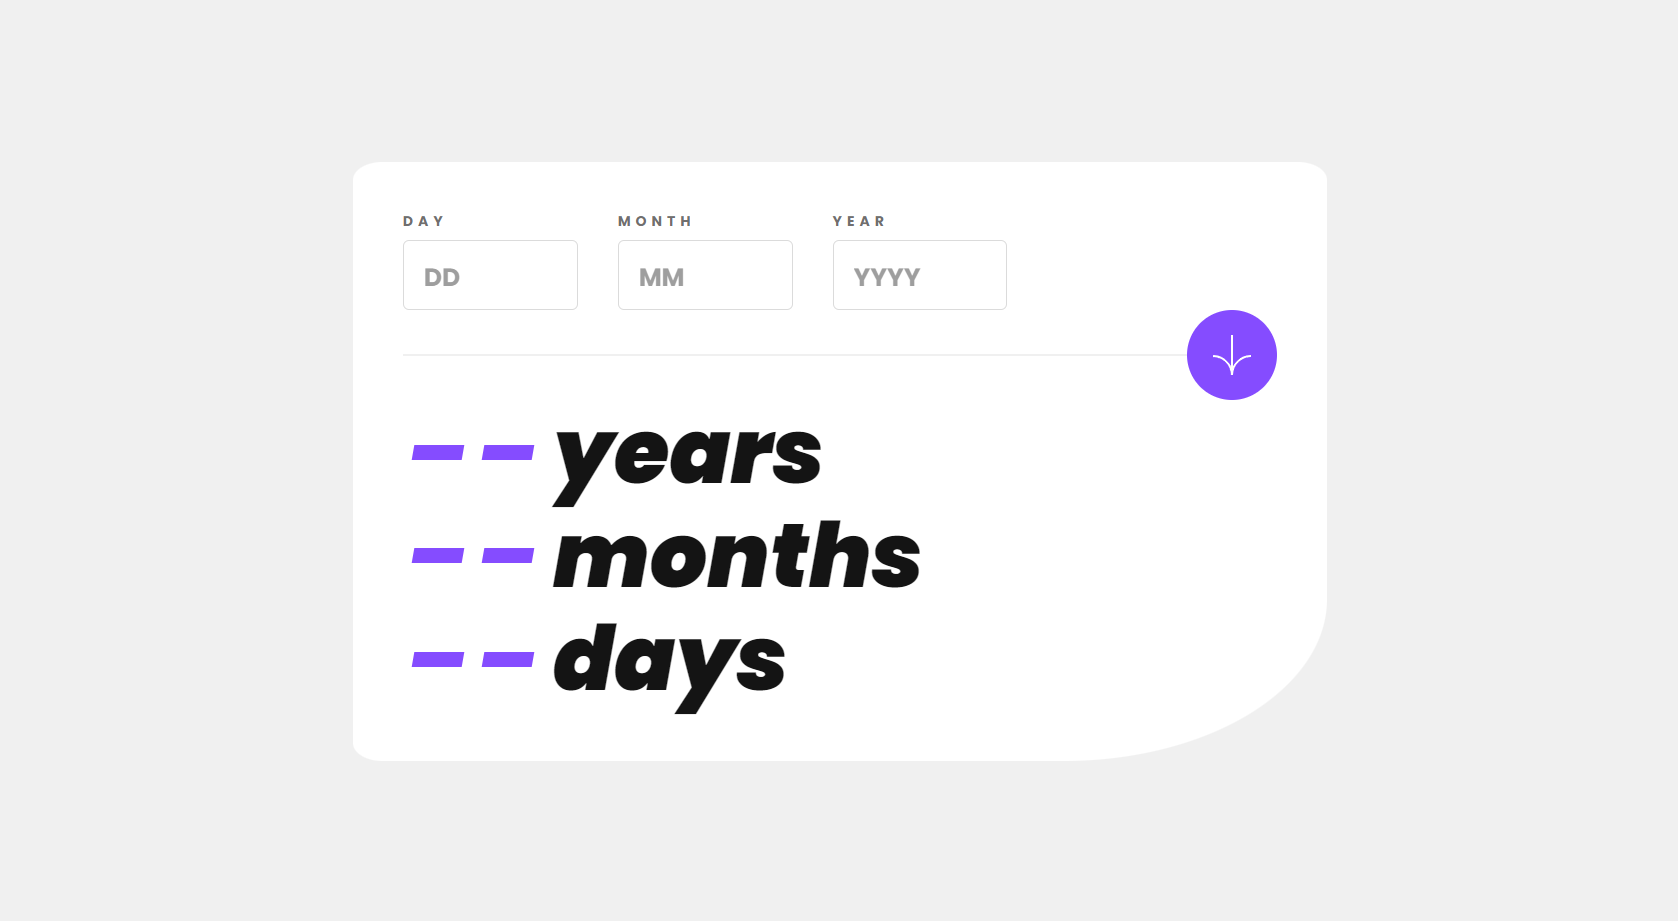 DAY MONTH YEAR
DD MM YYYY
-- years
-- months
-- days